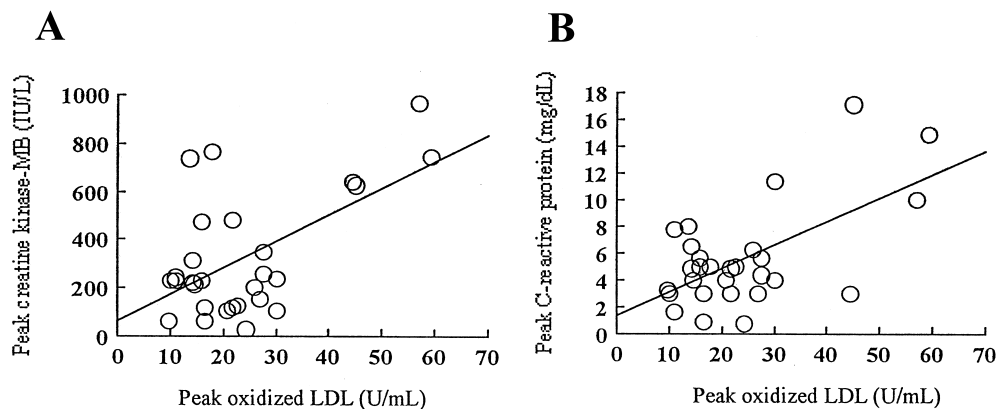 A
B
Peak creatine kinase-MB (IU/L)
1000
800
600
400
200
0
0 10 20 30 40 50 60 70
Peak oxidized LDL (U/mL)
Peak C-reactive protein (mg/dL)
18
16
14
12
10
8
6
4
2
0
0 10 20 30 40 50 60 70
Peak oxidized LDL (U/mL)